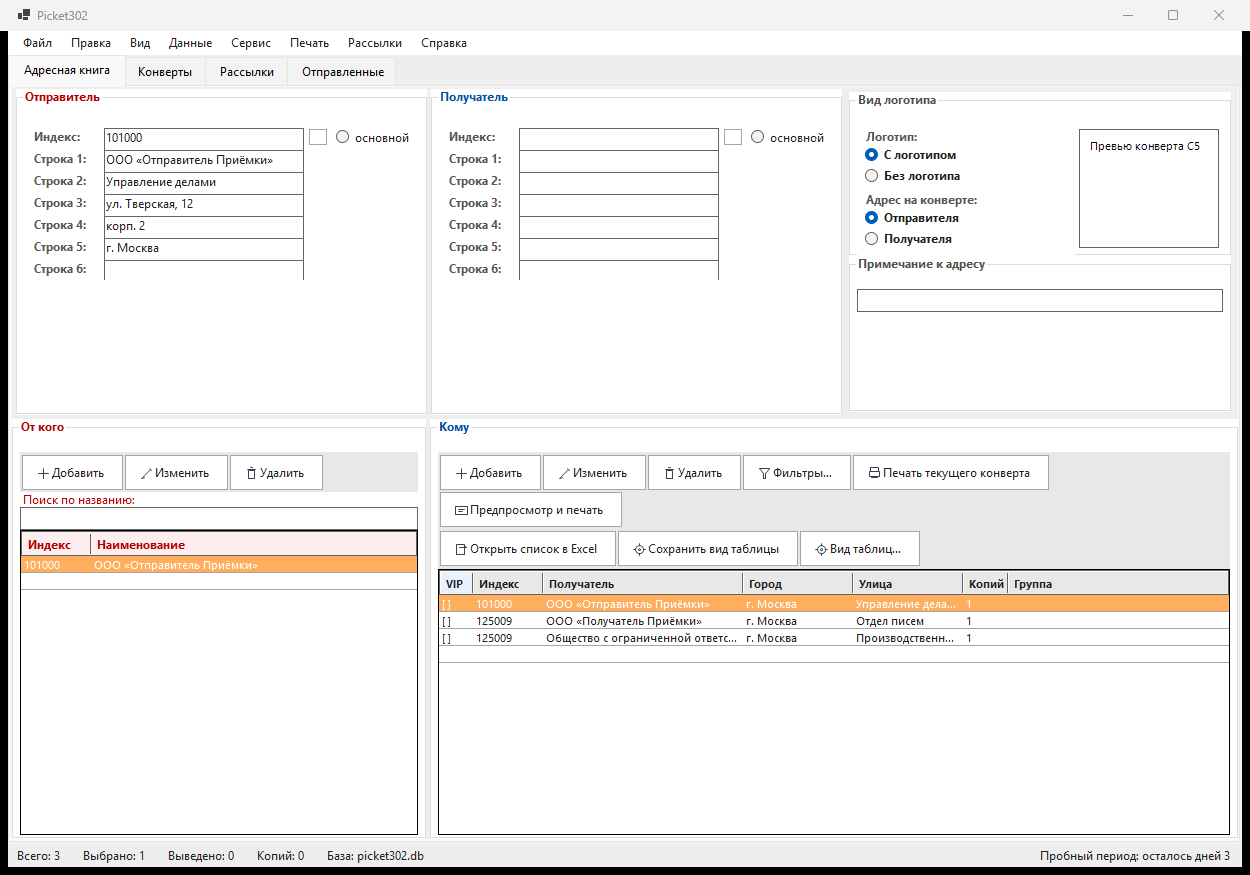 Picket302
Файл Правка Вид Данные Сервис Печать Рассылки Справка
Адресная книга Конверты Рассылки Отправленные
Отправитель
Индекс: 101000 основной
Строка 1: ООО «Отправитель Приёмки»
Строка 2: Управление делами
Строка 3: ул. Тверская, 12
Строка 4: корп. 2
Строка 5: г. Москва
Строка 6:
Получатель
Индекс: основной
Строка 1:
Строка 2:
Строка 3:
Строка 4:
Строка 5:
Строка 6:
Вид логотипа
Логотип:
С логотипом
Без логотипа
Адрес на конверте:
Отправителя
Получателя
Превью конверта C5
Примечание к адресу
От кого
Добавить Изменить Удалить
Поиск по названию:
Индекс Наименование
101000 ООО «Отправитель Приёмки»
Кому
Добавить Изменить Удалить Фильтры... Печать текущего конверта
Предпросмотр и печать
Открыть список в Excel Сохранить вид таблицы Вид таблиц...
VIP Индекс Получатель Город Улица Копий Группа
[ ] 101000 ООО «Отправитель Приёмки» г. Москва Управление дела... 1
[ ] 125009 ООО «Получатель Приёмки» г. Москва Отдел писем 1
[ ] 125009 Общество с ограниченной ответс... г. Москва Производственн... 1
Всего: 3 Выбрано: 1 Выведено: 0 Копий: 0 База: picket302.db Пробный период: осталось дней 3